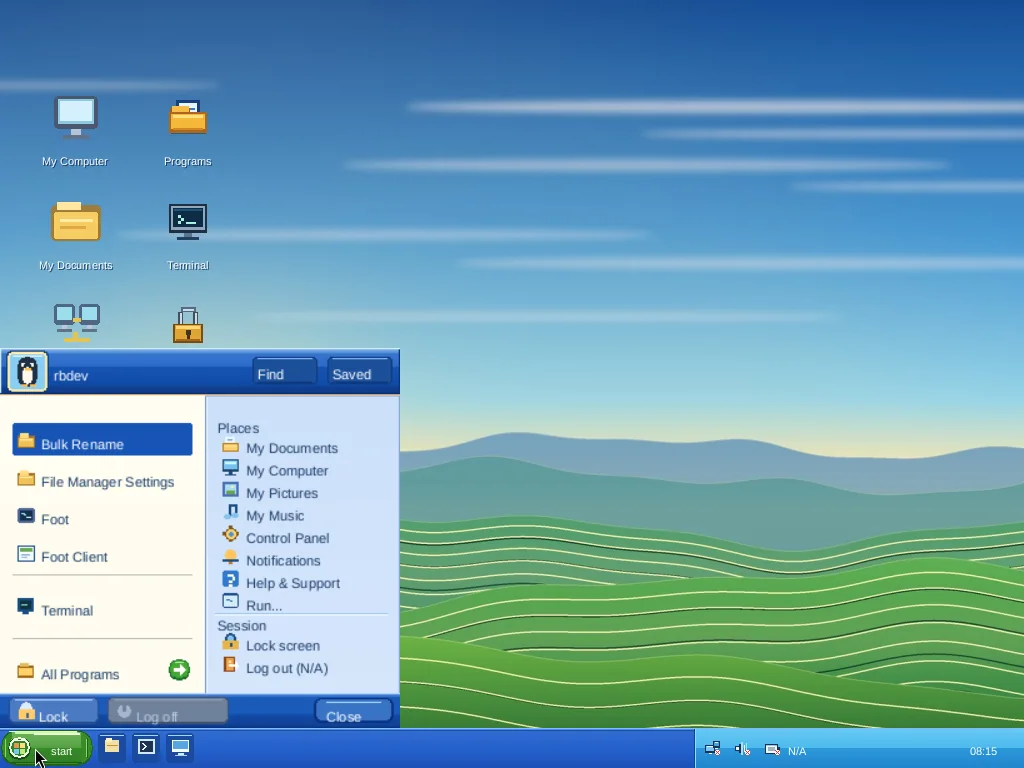 My Computer
Programs
My Documents
Terminal
rbdev
Find
Saved
Bulk Rename
File Manager Settings
Foot
Foot Client
Terminal
All Programs
Places
My Documents
My Computer
My Pictures
My Music
Control Panel
Notifications
Help & Support
Run...
Session
Lock screen
Log out (N/A)
Lock
Log off
Close
start
N/A
08:15